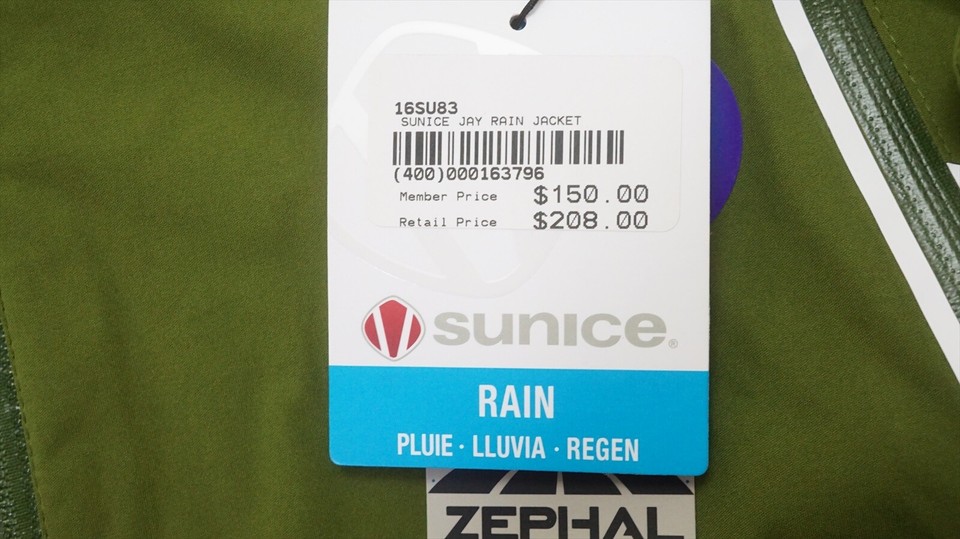 16SU83
SUNICE JAY RAIN JACKET
(400)000163796
Member Price $150.00
Retail Price $208.00
sunice®
RAIN
PLUIE · LLUVIA · REGEN
ZEPHAL